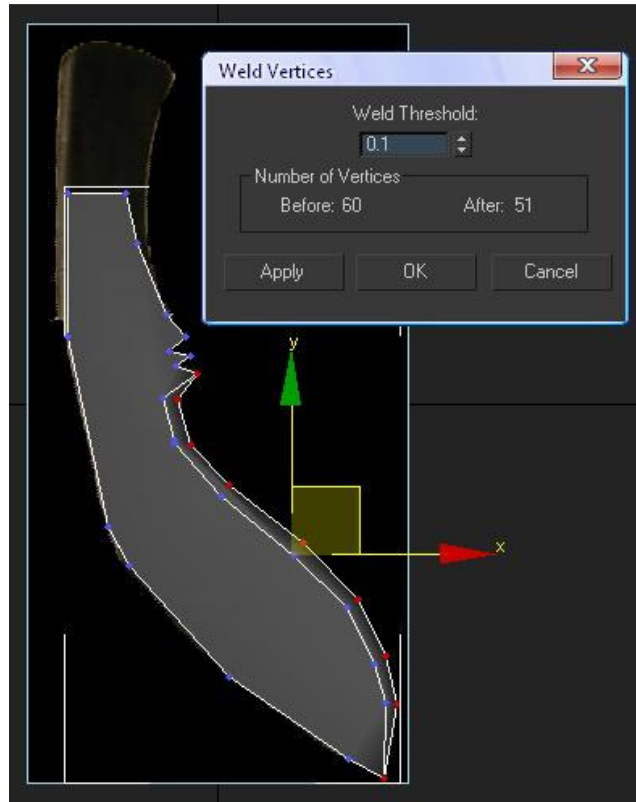 Weld Vertices
Weld Threshold:
0.1
Number of Vertices
Before: 60 After: 51
Apply OK Cancel
y
x